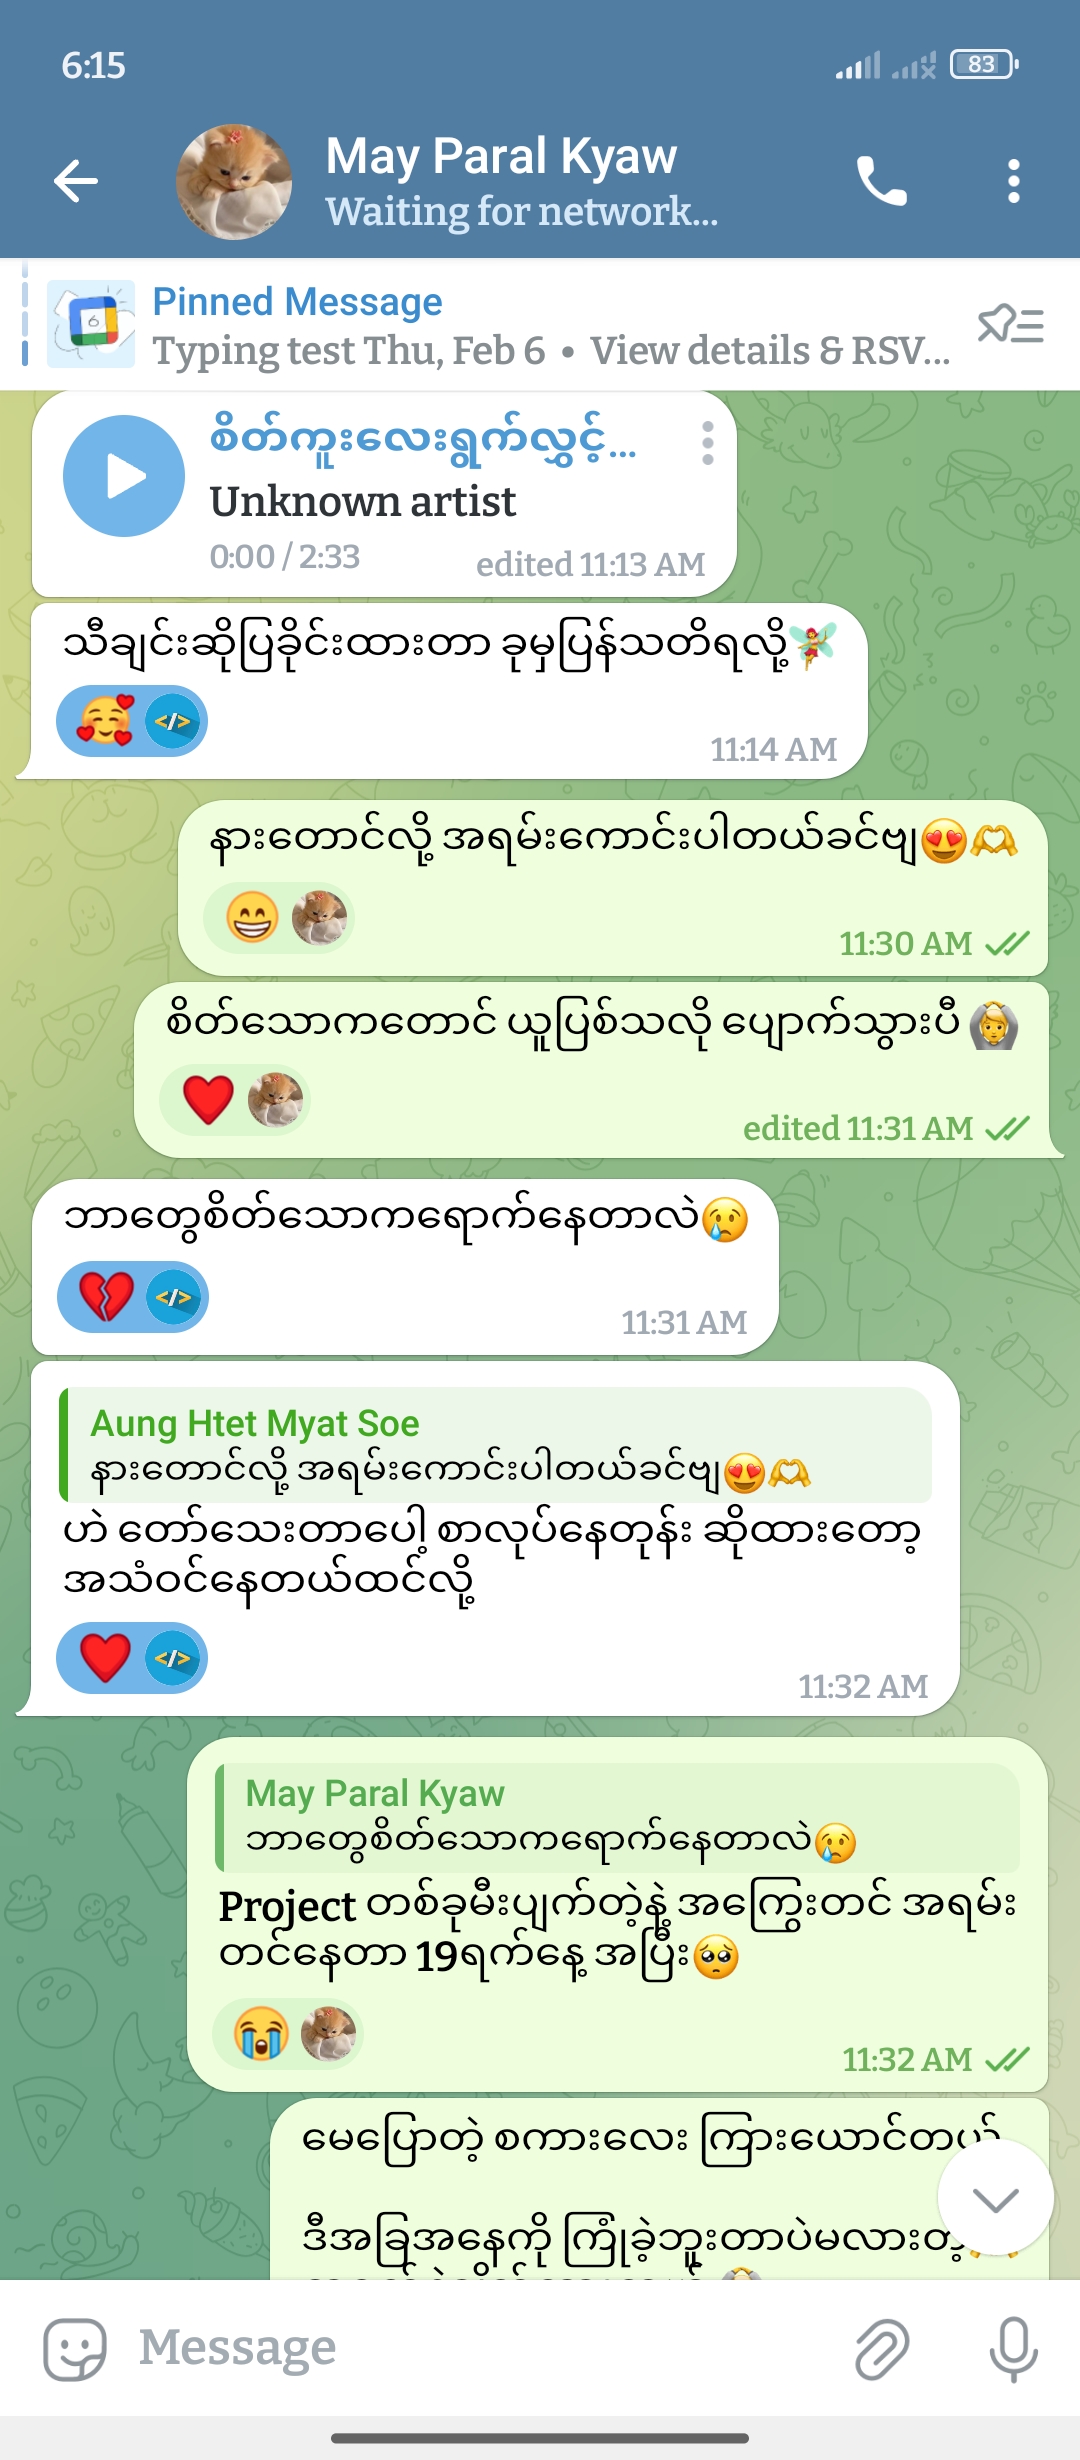 6:15
83
May Paral Kyaw
Waiting for network...
Pinned Message
Typing test Thu, Feb 6 • View details & RSV...
6
စိတ်ကူးလေးရွက်လွှင့်...
Unknown artist
0:00 / 2:33
edited 11:13 AM
သီချင်းဆိုပြခိုင်းထားတာ ခုမှပြန်သတိရလို့🧚
🥰 </>
11:14 AM
နားတောင်လို့ အရမ်းကောင်းပါတယ်ခင်ဗျ😍🫶
😁
11:30 AM
စိတ်သောကတောင် ယူပြစ်သလို ပျောက်သွားပီ 🙆
❤️
edited 11:31 AM
ဘာတွေစိတ်သောကရောက်နေတာလဲ😢
💔 </>
11:31 AM
Aung Htet Myat Soe
နားတောင်လို့ အရမ်းကောင်းပါတယ်ခင်ဗျ😍🫶
ဟဲ တော်သေးတာပေါ့ စာလုပ်နေတုန်း ဆိုထားတော့
အသံဝင်နေတယ်ထင်လို့
❤️ </>
11:32 AM
May Paral Kyaw
ဘာတွေစိတ်သောကရောက်နေတာလဲ😢
Project တစ်ခုမီးပျက်တဲ့နဲ့ အကြွေးတင် အရမ်း
တင်နေတာ 19ရက်နေ့ အပြီး🥺
😭
11:32 AM
မေပြောတဲ့ စကားလေး ကြားယောင်တယ်
ဒီအခြအနေကို ကြုံခဲ့ဘူးတာပဲမလားတဲ့
Message